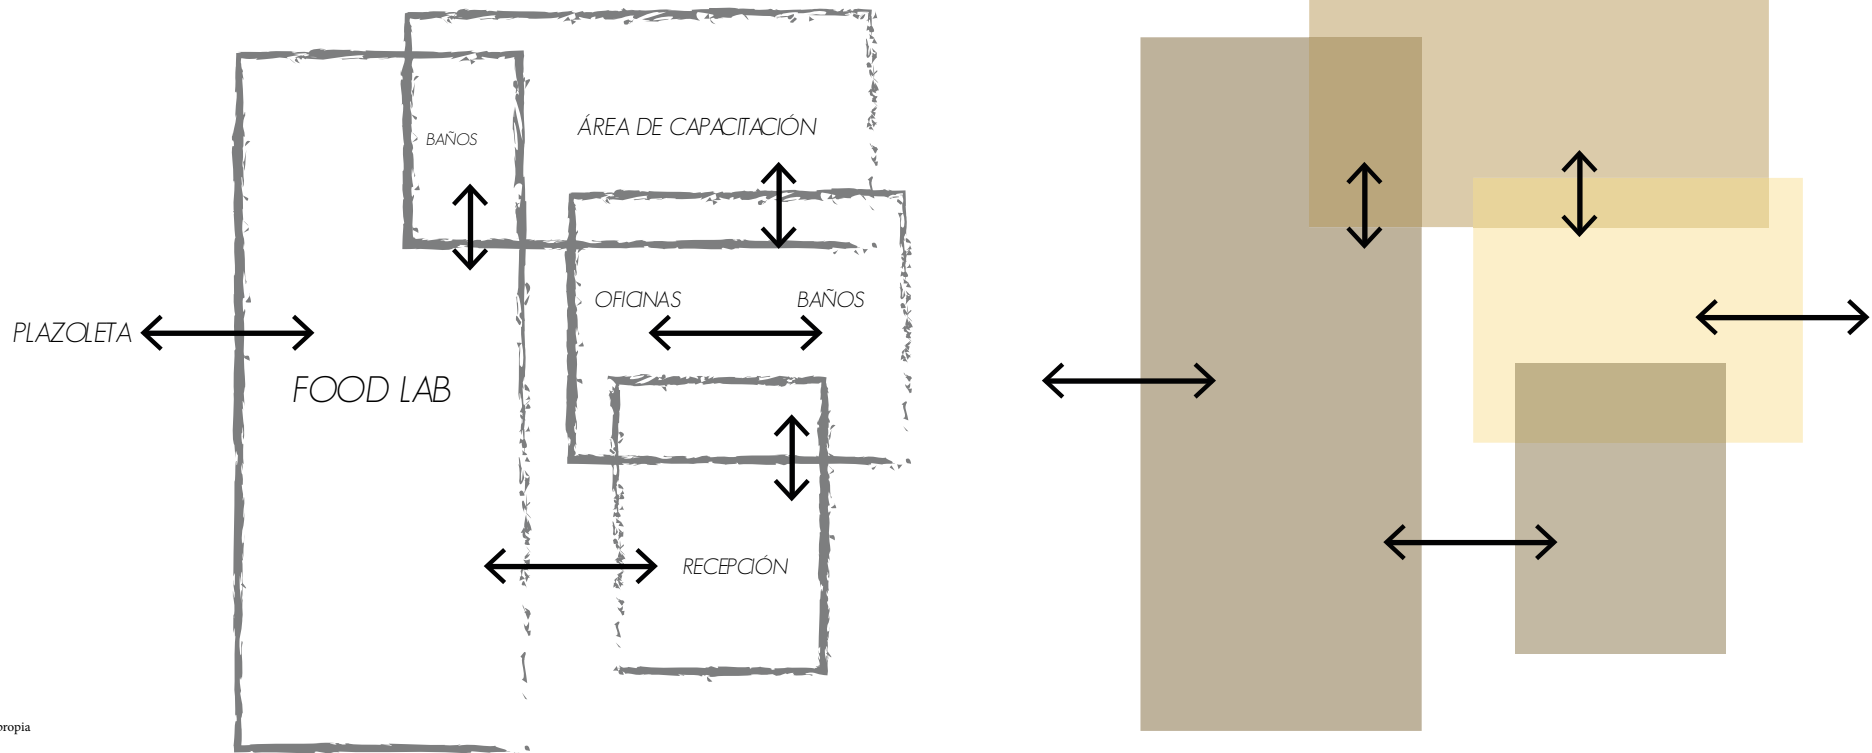 BAÑOS
ÁREA DE CAPACITACIÓN
OFICINAS
BAÑOS
PLAZOLETA
FOOD LAB
RECEPCIÓN
propia